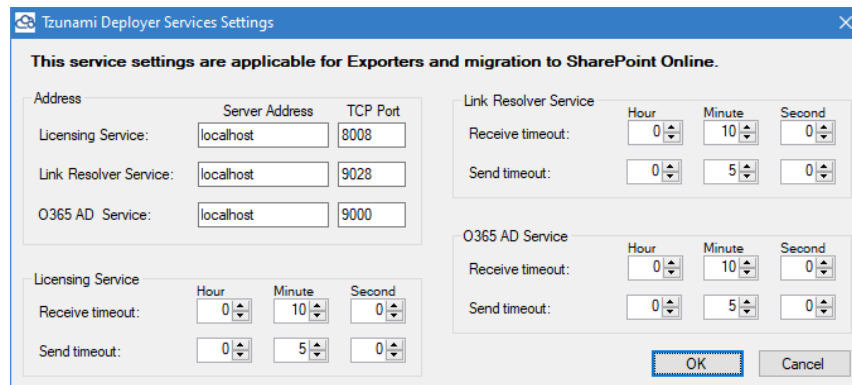 Tzunami Deployer Services Settings
This service settings are applicable for Exporters and migration to SharePoint Online.
Address
Server Address TCP Port
Licensing Service: localhost 8008
Link Resolver Service: localhost 9028
O365 AD Service: localhost 9000
Licensing Service
Hour Minute Second
Receive timeout: 0 10 0
Send timeout: 0 5 0
Link Resolver Service
Hour Minute Second
Receive timeout: 0 10 0
Send timeout: 0 5 0
O365 AD Service
Hour Minute Second
Receive timeout: 0 10 0
Send timeout: 0 5 0
OK Cancel